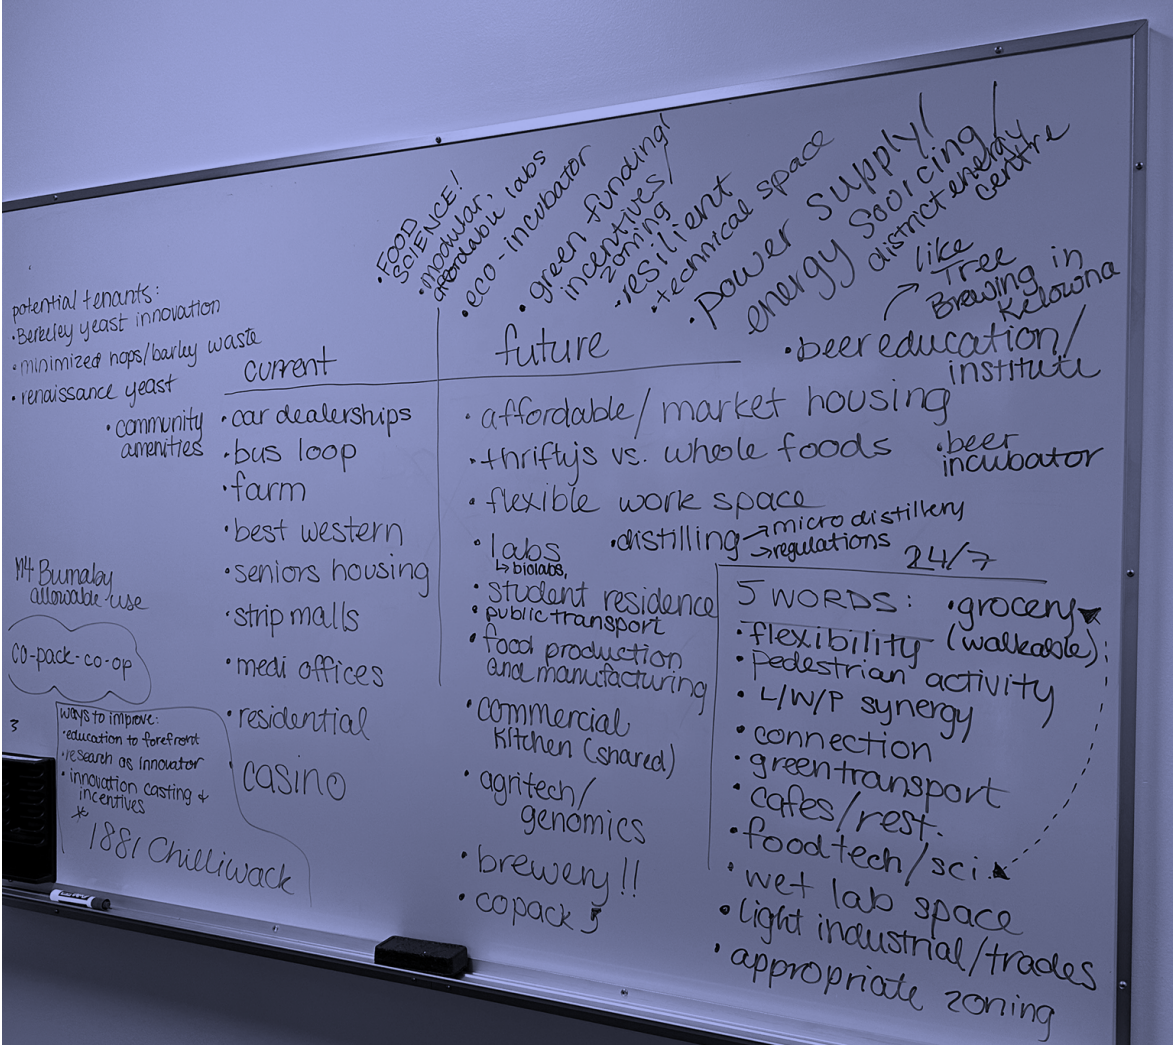 • FOOD
SCIENCE!
• modular,
affordable labs
• eco-incubator
• green funding!
incentives/
zoning
• resilient
• technical space
• power supply/
energy sourcing/
district energy
centre
like
Tree
Brewing in
Kelowna
• beer education/
institute
• beer
incubator
potential tenants:
• Berkeley yeast innovation
• minimized hops/barley waste
• renaissance yeast
• community
amenities
M4 Burnaby
allowable-use
co-pack-co-op
3
ways to improve:
• education to forefront
• research as innovator
• innovation casting &
incentives
* 1881 Chilliwack
current
• car dealerships
• bus loop
• farm
• best western
• seniors housing
• strip malls
• medi offices
• residential
• casino
future
• affordable/market housing
• thrifty's vs. whole foods
• flexible work space
• labs
↳ biolabs,
• distilling → micro distillery
→ regulations
• student residence
• public transport
• food production
and manufacturing
• commercial
kitchen (shared)
• agritech/
genomics
• brewery!!
• copack
24/7
5 WORDS:
• grocery
(walkable)
• flexibility
• pedestrian activity
• L/W/P synergy
• connection
• green transport
• cafes/rest.
• food tech/sci.
• wet lab space
• light industrial/trades
• appropriate zoning